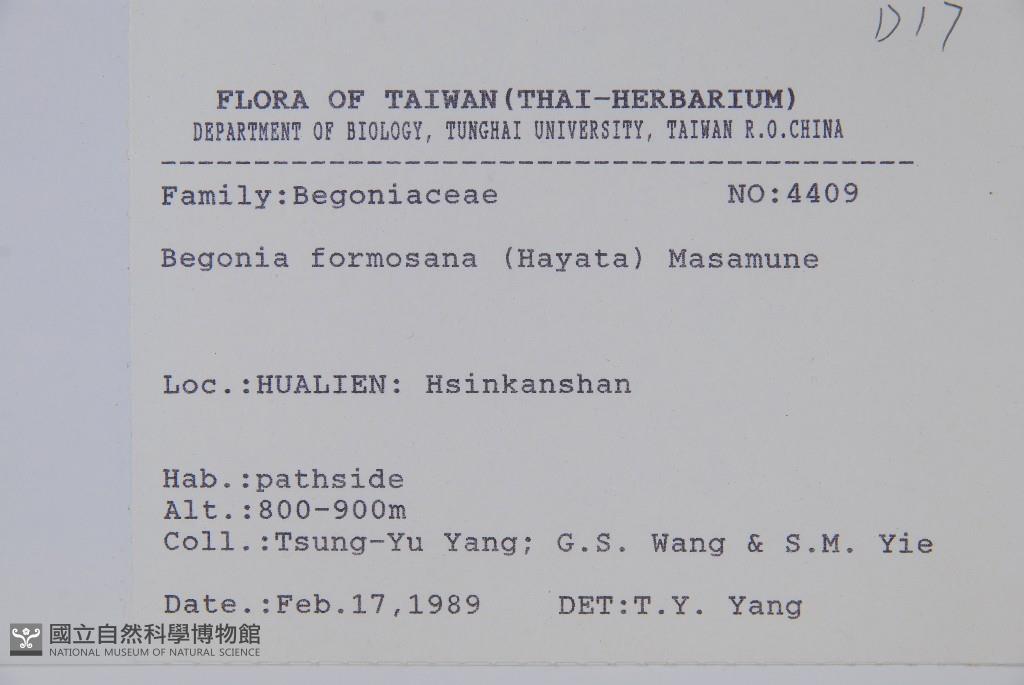 D17
FLORA OF TAIWAN(THAI-HERBARIUM)
DEPARTMENT OF BIOLOGY, TUNGHAI UNIVERSITY, TAIWAN R.O.CHINA
Family:Begoniaceae NO:4409
Begonia formosana (Hayata) Masamune
Loc.:HUALIEN: Hsinkanshan
Hab.:pathside
Alt.:800-900m
Coll.:Tsung-Yu Yang; G.S. Wang & S.M. Yie
Date.:Feb.17,1989 DET:T.Y. Yang
國立自然科學博物館
NATIONAL MUSEUM OF NATURAL SCIENCE